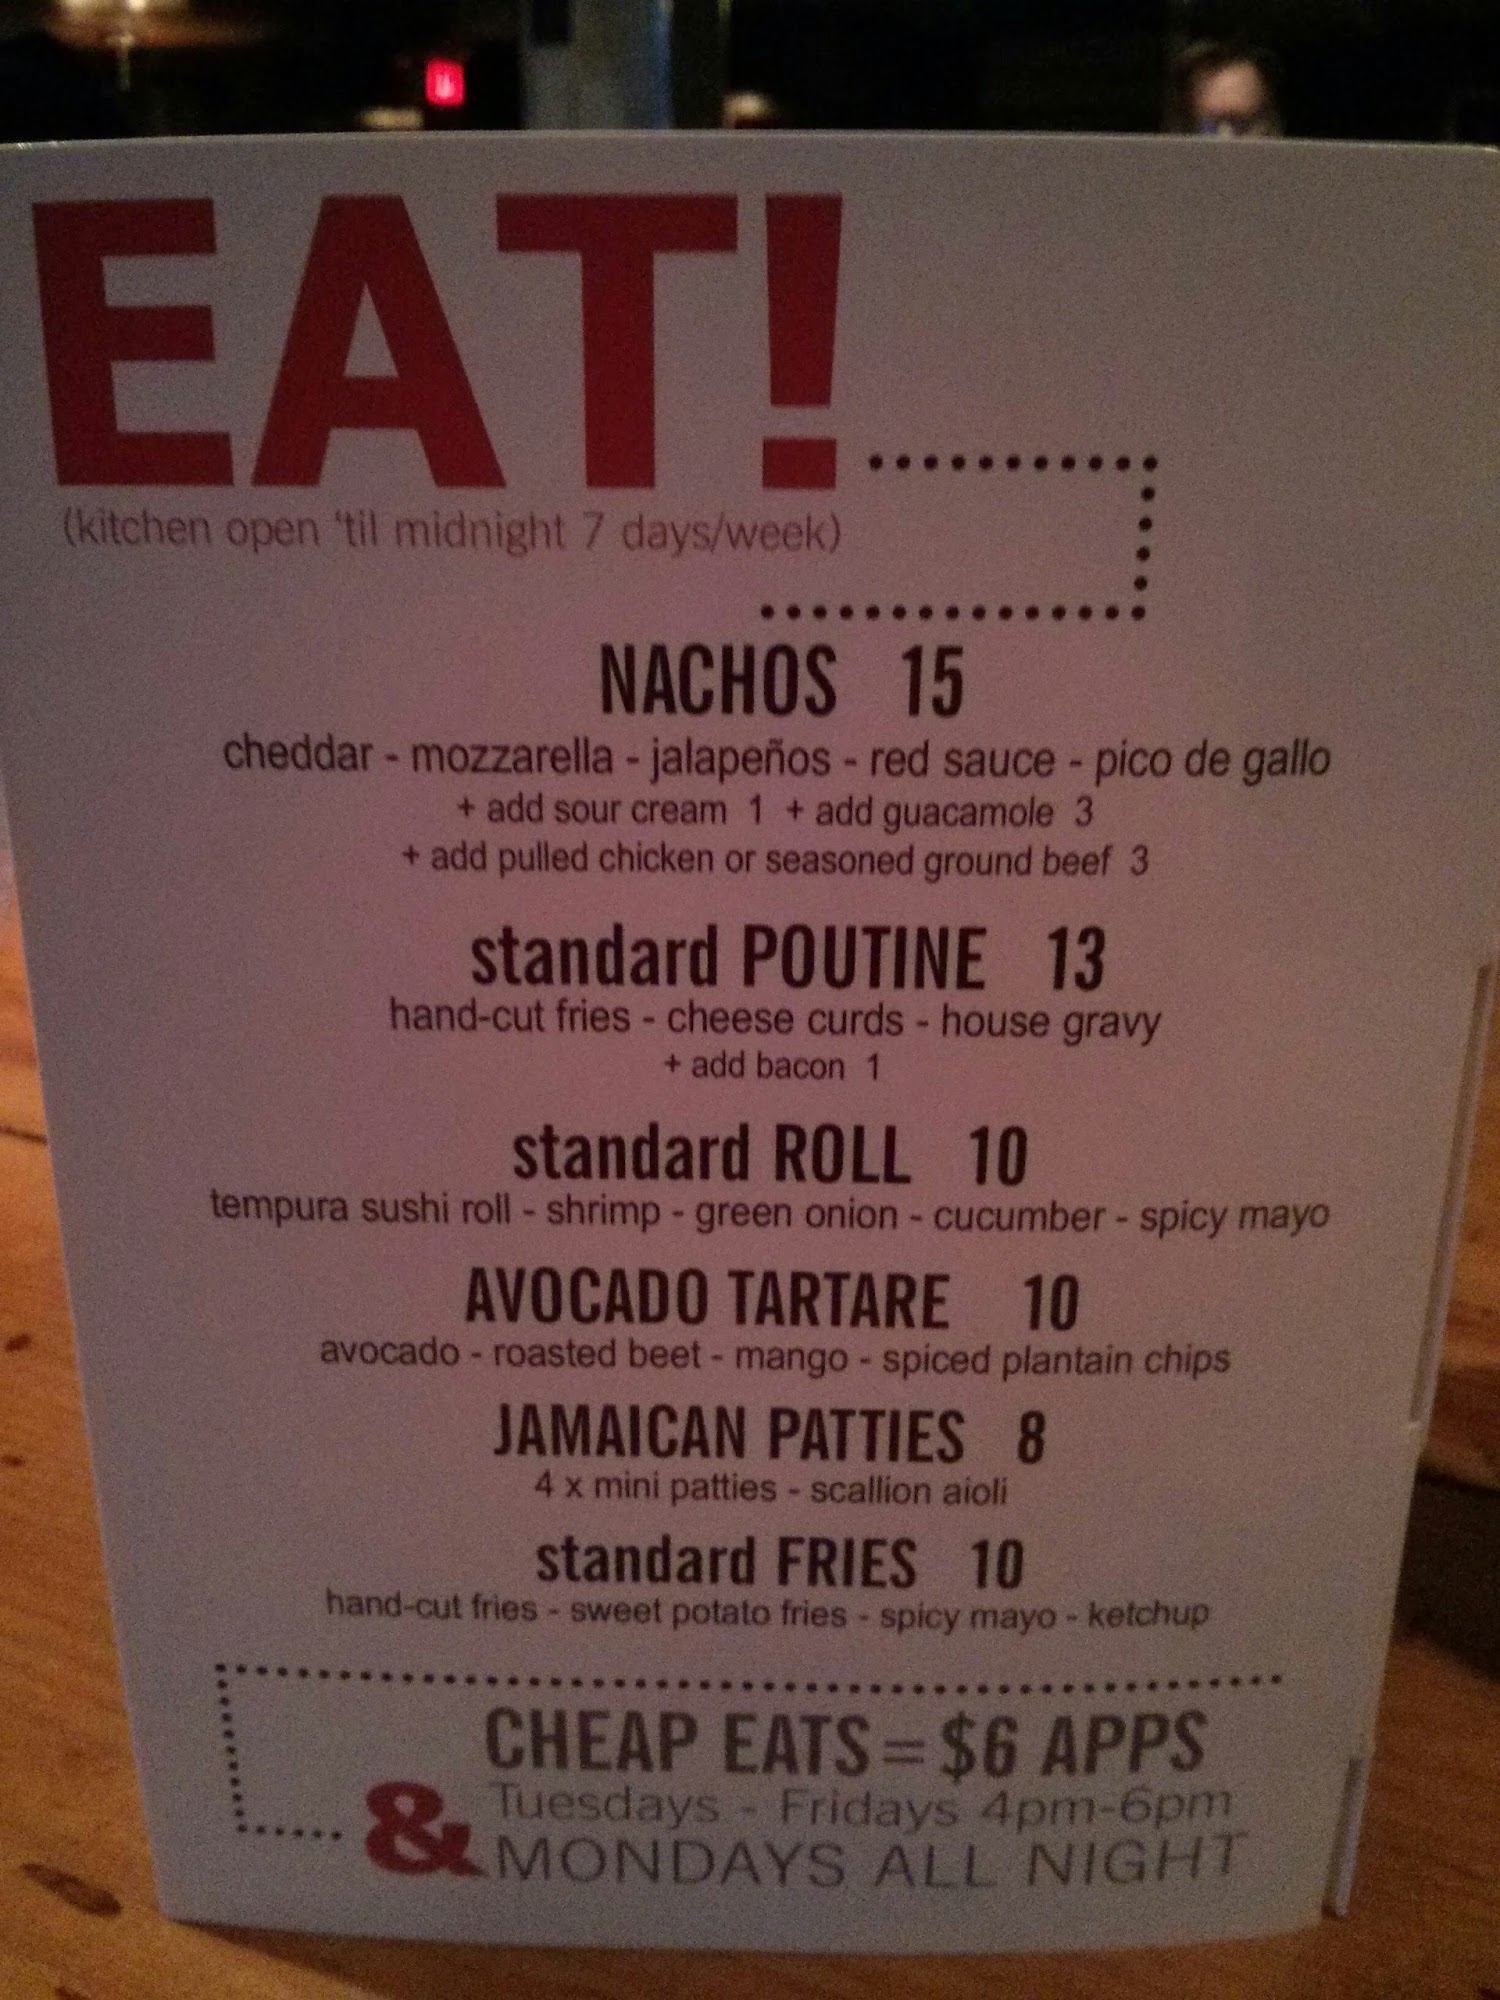 EAT!
(kitchen open 'til midnight 7 days/week)
NACHOS 15
cheddar - mozzarella - jalapeños - red sauce - pico de gallo
+ add sour cream 1 + add guacamole 3
+ add pulled chicken or seasoned ground beef 3
standard POUTINE 13
hand-cut fries - cheese curds - house gravy
+ add bacon 1
standard ROLL 10
tempura sushi roll - shrimp - green onion - cucumber - spicy mayo
AVOCADO TARTARE 10
avocado - roasted beet - mango - spiced plantain chips
JAMAICAN PATTIES 8
4 x mini patties - scallion aioli
standard FRIES 10
hand-cut fries - sweet potato fries - spicy mayo - ketchup
CHEAP EATS = $6 APPS
Tuesdays - Fridays 4pm-6pm
& MONDAYS ALL NIGHT